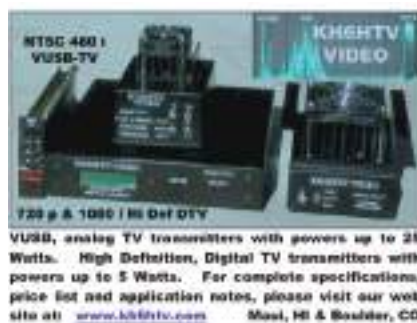 NTSC 480 i
VUSB-TV
KH6HTV
VIDEO
720 p & 1080 i Hi Def DTV
VUSB, analog TV transmitters with powers up to 25
Watts. High Definition, Digital TV transmitters with
powers up to 5 Watts. For complete specifications,
price list and application notes, please visit our web
site at: www.kh6htv.com Maui, HI & Boulder, CO